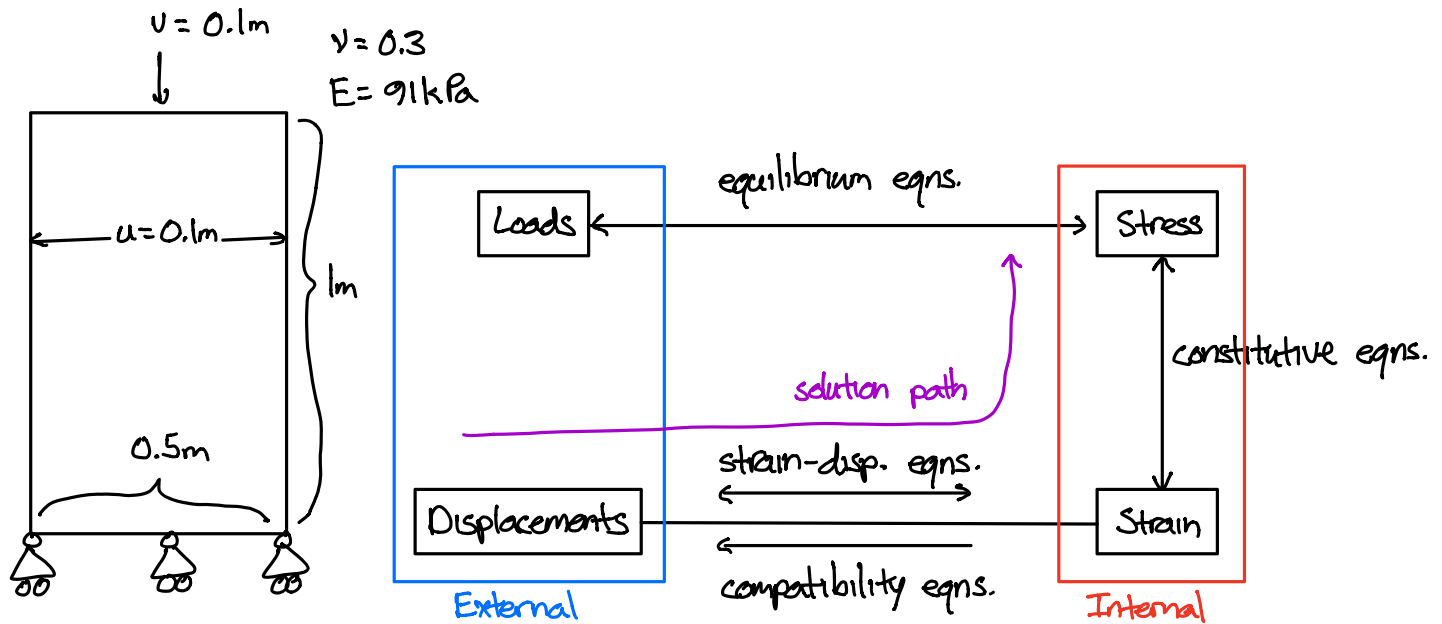 v = 0.1m
ν = 0.3
E = 91kPa
u = 0.1m
1m
0.5m
equilibrium eqns.
Loads
Stress
constitutive eqns.
solution path
strain-disp. eqns.
Displacements
Strain
compatibility eqns.
External
Internal